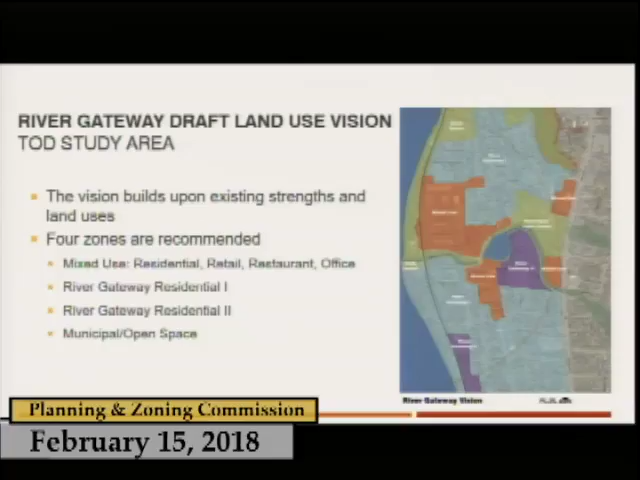 RIVER GATEWAY DRAFT LAND USE VISION
TOD STUDY AREA
The vision builds upon existing strengths and
land uses
Four zones are recommended
Mixed Use: Residential, Retail, Restaurant, Office
River Gateway Residential I
River Gateway Residential II
Municipal/Open Space
River Gateway Vision
Planning & Zoning Commission
February 15, 2018